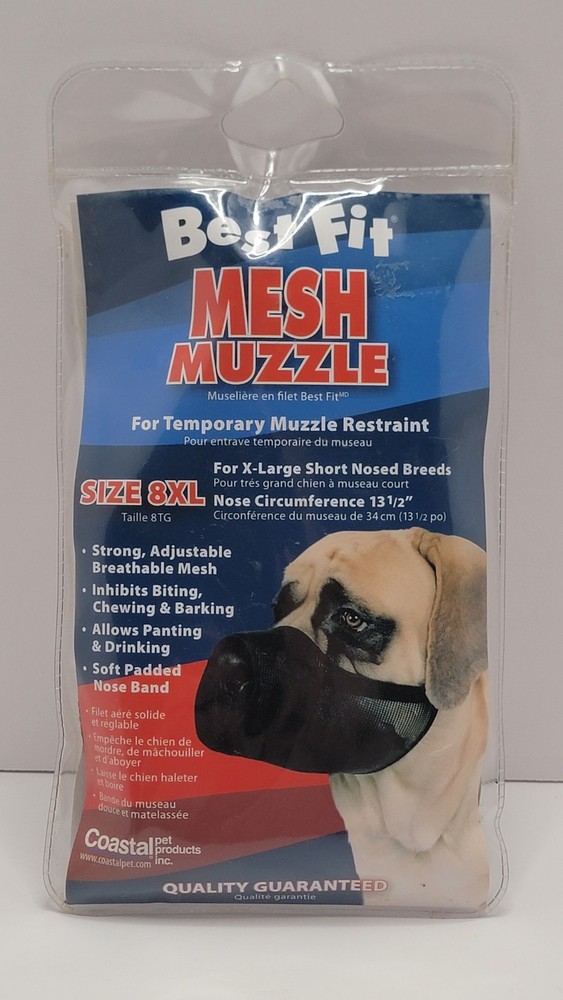 Best Fit®
MESH
MUZZLE
Muselière en filet Best Fit MD
For Temporary Muzzle Restraint
Pour entrave temporaire du museau
SIZE 8XL
Taille 8TG
For X-Large Short Nosed Breeds
Pour trés grand chien à museau court
Nose Circumference 13 1/2"
Circonférence du museau de 34 cm (13 1/2 po)
• Strong, Adjustable
Breathable Mesh
• Inhibits Biting,
Chewing & Barking
• Allows Panting
& Drinking
• Soft Padded
Nose Band
• Filet aéré solide
et réglable
• Empêche le chien de
mordre, de mâchouiller
et d'aboyer
• Laisse le chien haleter
et boire
• Bande du museau
douce et matelassée
Coastal pet
products
inc.
www.coastalpet.com
QUALITY GUARANTEED
Qualité garantie